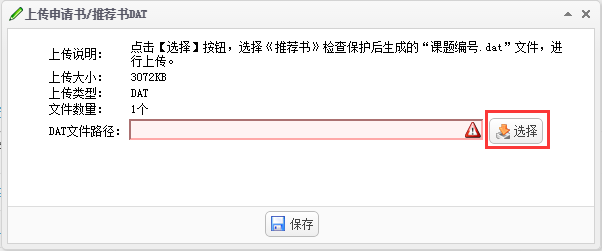 上传申请书/推荐书DAT
上传说明： 点击【选择】按钮，选择《推荐书》检查保护后生成的“课题编号.dat”文件，进
行上传。
上传大小： 3072KB
上传类型： DAT
文件数量： 1个
DAT文件路径： 选择
保存